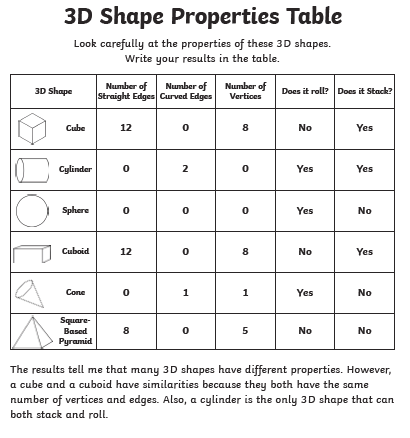 3D Shape Properties Table
Look carefully at the properties of these 3D shapes.
Write your results in the table.
3D Shape Number of Straight Edges Number of Curved Edges Number of Vertices Does it roll? Does it Stack?
Cube 12 0 8 No Yes
Cylinder 0 2 0 Yes Yes
Sphere 0 0 0 Yes No
Cuboid 12 0 8 No Yes
Cone 0 1 1 Yes No
Square-Based Pyramid 8 0 5 No No
The results tell me that many 3D shapes have different properties. However,
a cube and a cuboid have similarities because they both have the same
number of vertices and edges. Also, a cylinder is the only 3D shape that can
both stack and roll.